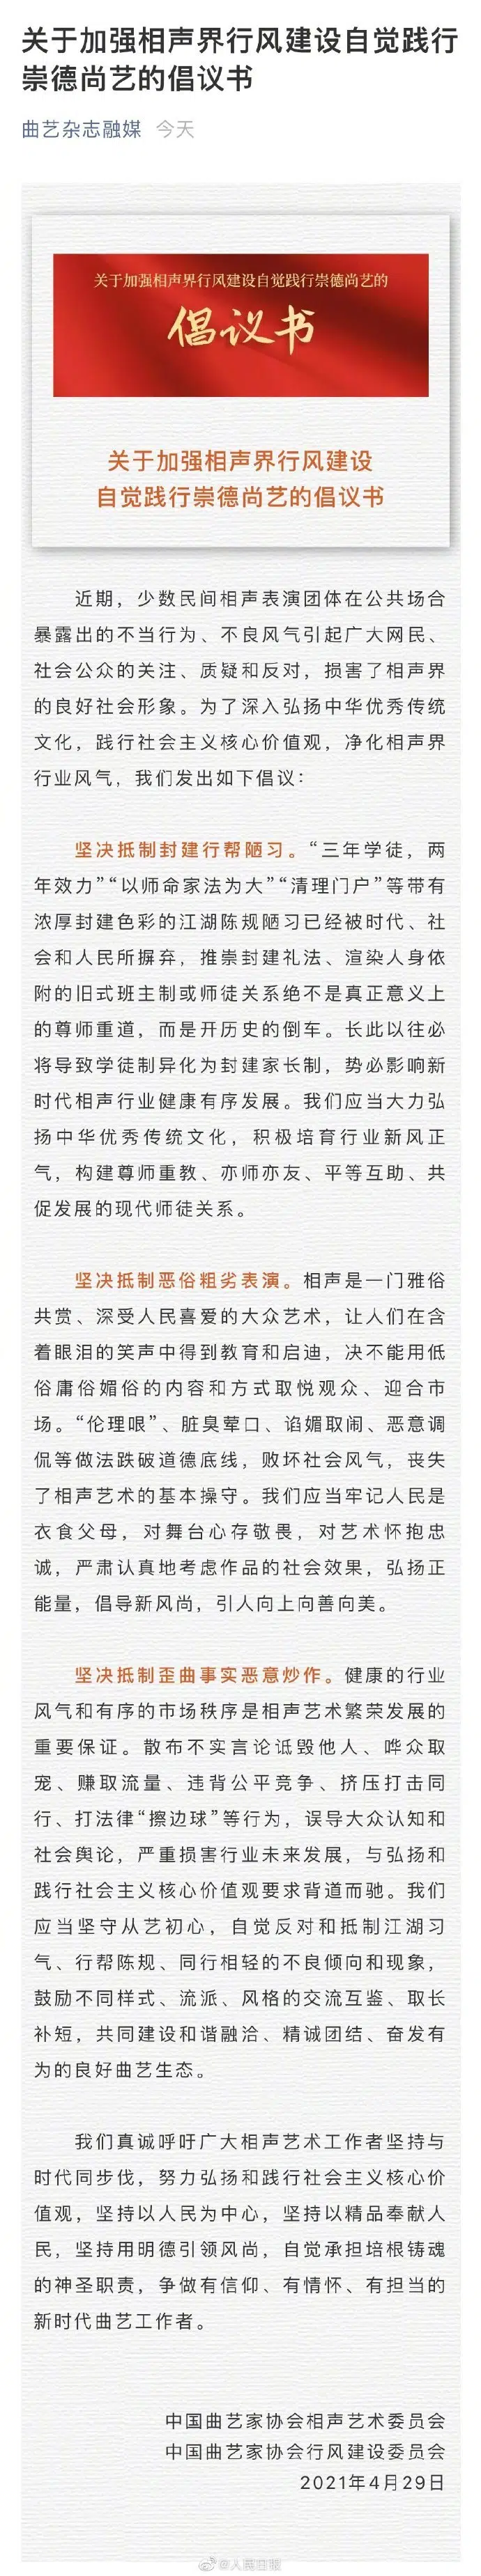 关于加强相声界行风建设自觉践行
崇德尚艺的倡议书
曲艺杂志融媒 今天
关于加强相声界行风建设自觉践行崇德尚艺的
倡议书
关于加强相声界行风建设
自觉践行崇德尚艺的倡议书
近期，少数民间相声表演团体在公共场合
暴露出的不当行为、不良风气引起广大网民、
社会公众的关注、质疑和反对，损害了相声界
的良好社会形象。为了深入弘扬中华优秀传统
文化，践行社会主义核心价值观，净化相声界
行业风气，我们发出如下倡议：
坚决抵制封建行帮陋习。“三年学徒，两
年效力”“以师命家法为大”“清理门户”等带有
浓厚封建色彩的江湖陈规陋习已经被时代、社
会和人民所摒弃，推崇封建礼法、渲染人身依
附的旧式班主制或师徒关系绝不是真正意义上
的尊师重道，而是开历史的倒车。长此以往必
将导致学徒制异化为封建家长制，势必影响新
时代相声行业健康有序发展。我们应当大力弘
扬中华优秀传统文化，积极培育行业新风正
气，构建尊师重教、亦师亦友、平等互助、共
促发展的现代师徒关系。
坚决抵制恶俗粗劣表演。相声是一门雅俗
共赏、深受人民喜爱的大众艺术，让人们在含
着眼泪的笑声中得到教育和启迪，决不能用低
俗庸俗媚俗的内容和方式取悦观众、迎合市
场。“伦理哏”、脏臭荤口、谄媚取闹、恶意调
侃等做法跌破道德底线，败坏社会风气，丧失
了相声艺术的基本操守。我们应当牢记人民是
衣食父母，对舞台心存敬畏，对艺术怀抱忠
诚，严肃认真地考虑作品的社会效果，弘扬正
能量，倡导新风尚，引人向上向善向美。
坚决抵制歪曲事实恶意炒作。健康的行业
风气和有序的市场秩序是相声艺术繁荣发展的
重要保证。散布不实言论诋毁他人、哗众取
宠、赚取流量、违背公平竞争、挤压打击同
行、打法律“擦边球”等行为，误导大众认知和
社会舆论，严重损害行业未来发展，与弘扬和
践行社会主义核心价值观要求背道而驰。我们
应当坚守从艺初心，自觉反对和抵制江湖习
气、行帮陈规、同行相轻的不良倾向和现象，
鼓励不同样式、流派、风格的交流互鉴、取长
补短，共同建设和谐融洽、精诚团结、奋发有
为的良好曲艺生态。
我们真诚呼吁广大相声艺术工作者坚持与
时代同步伐，努力弘扬和践行社会主义核心价
值观，坚持以人民为中心，坚持以精品奉献人
民，坚持用明德引领风尚，自觉承担培根铸魂
的神圣职责，争做有信仰、有情怀、有担当的
新时代曲艺工作者。
中国曲艺家协会相声艺术委员会
中国曲艺家协会行风建设委员会
2021年4月29日
@人民日报